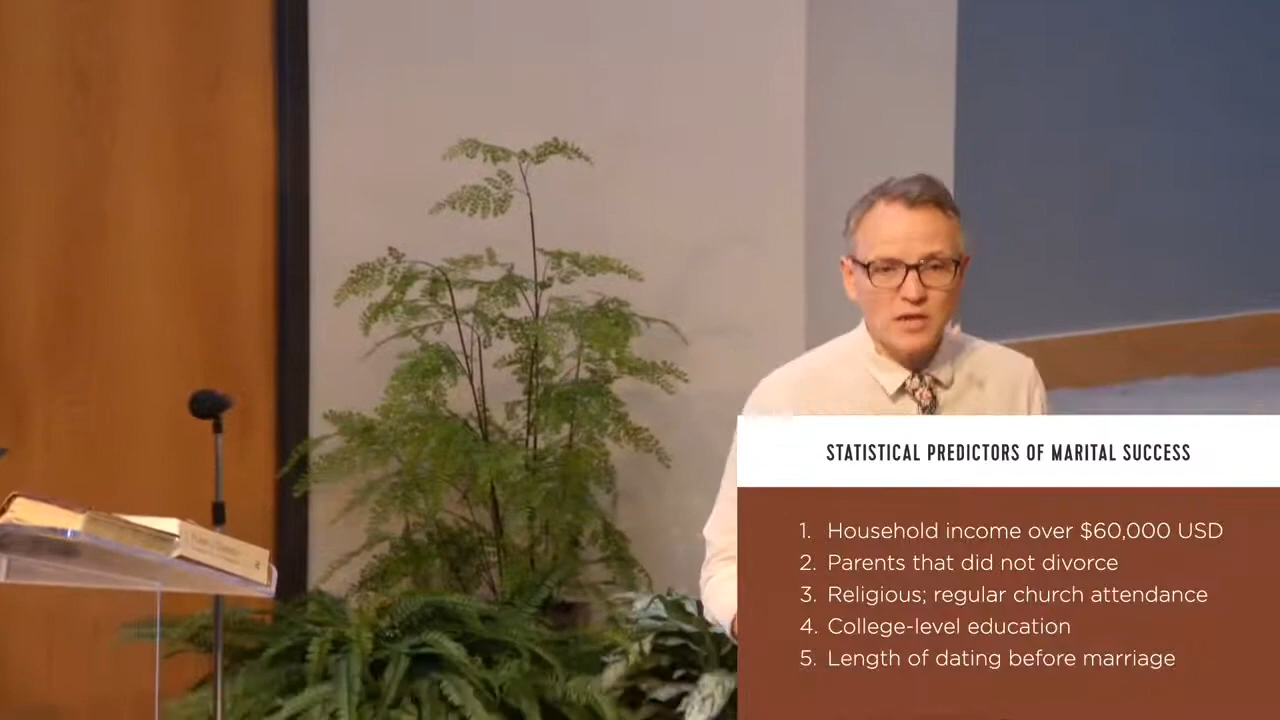 STATISTICAL PREDICTORS OF MARITAL SUCCESS
1. Household income over $60,000 USD
2. Parents that did not divorce
3. Religious; regular church attendance
4. College-level education
5. Length of dating before marriage